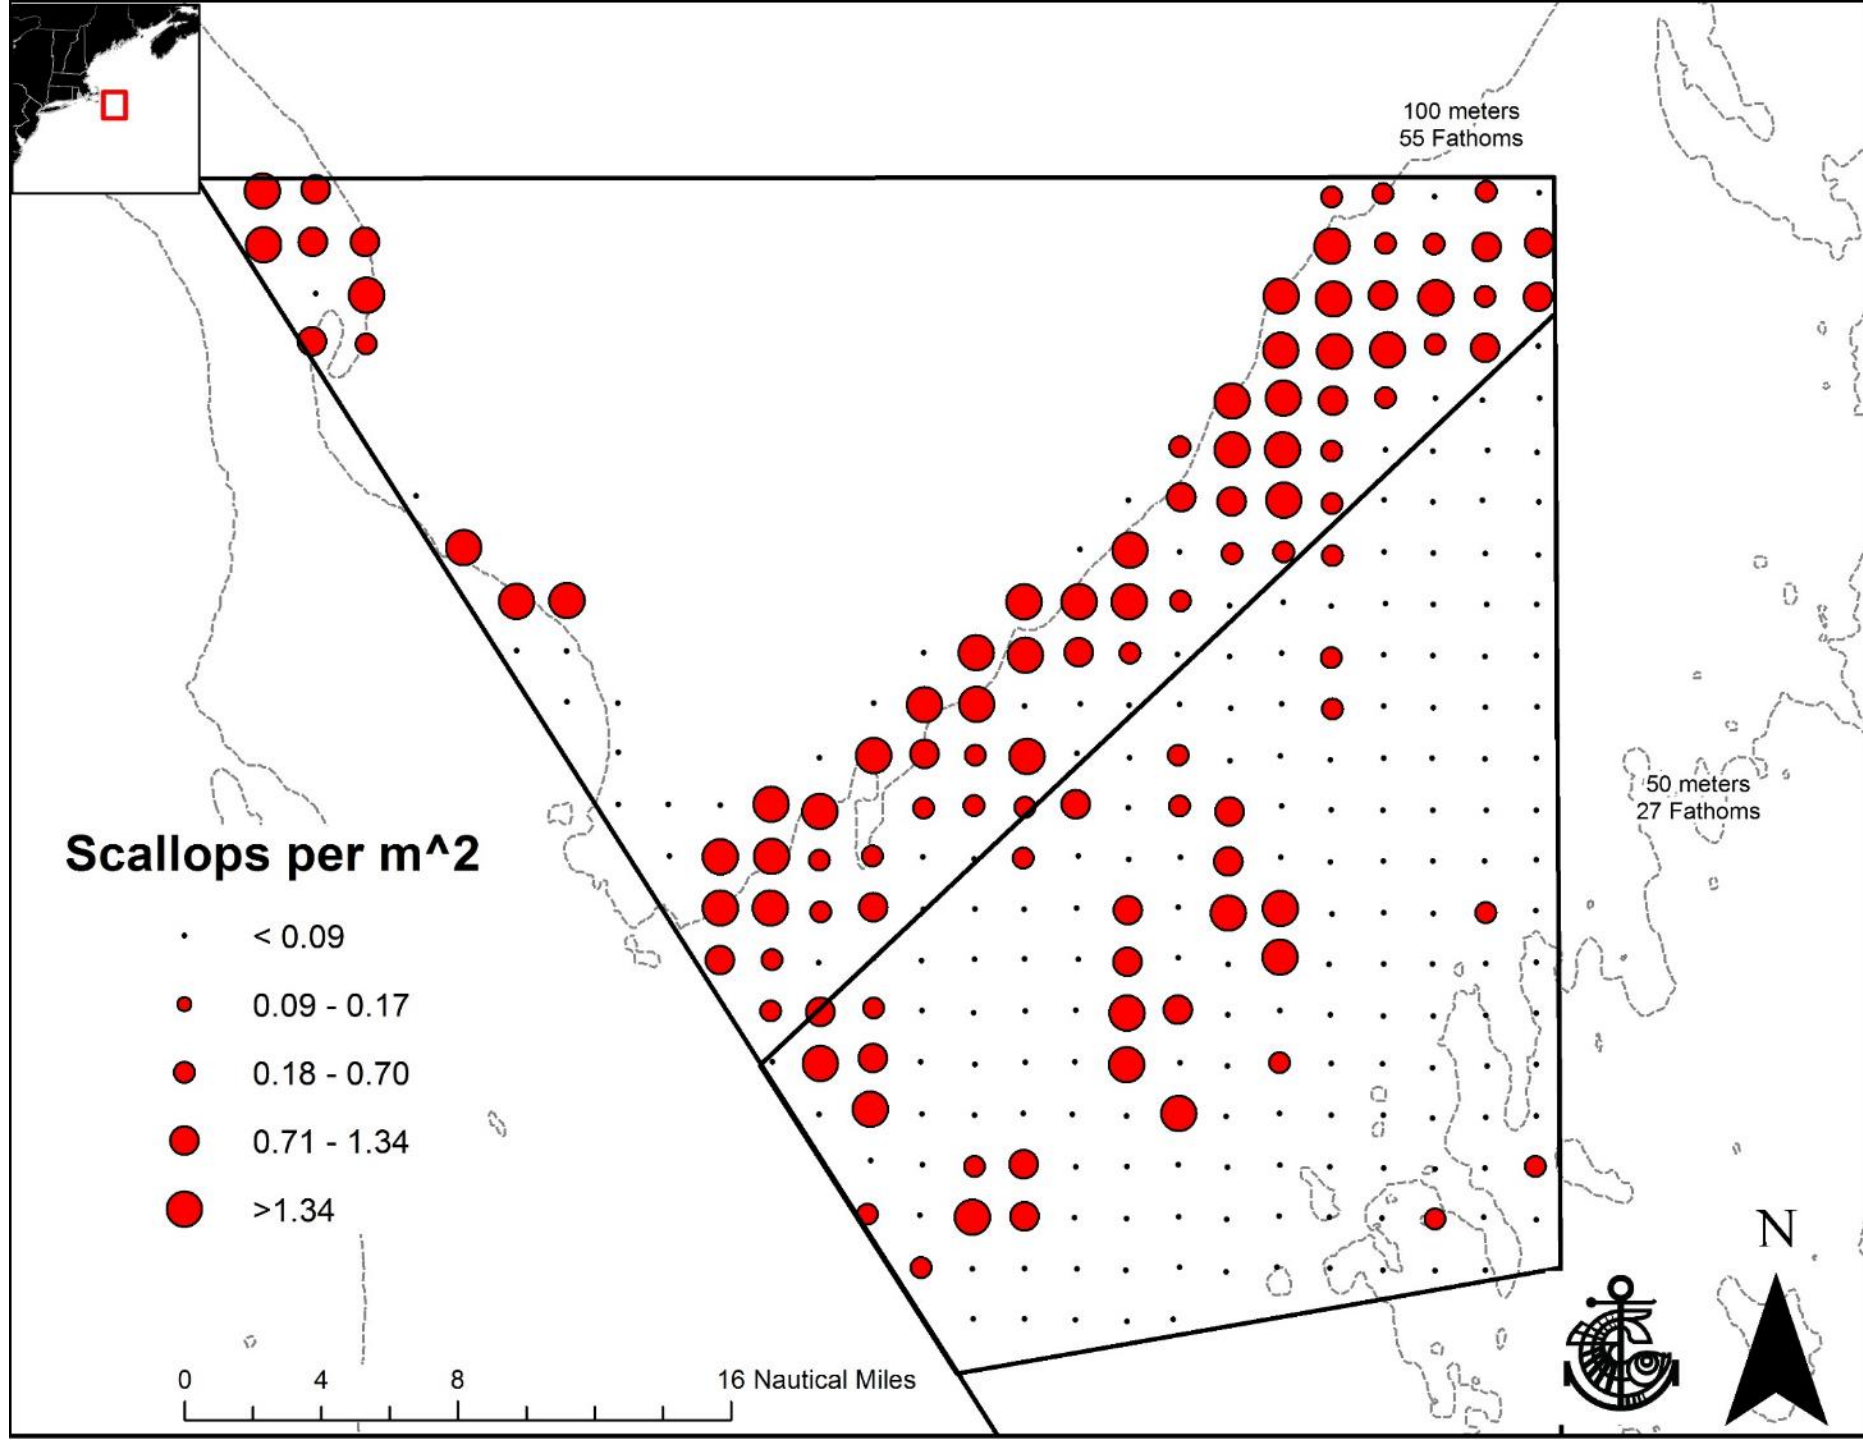 100 meters
55 Fathoms
50 meters
27 Fathoms
Scallops per m^2
< 0.09
0.09 - 0.17
0.18 - 0.70
0.71 - 1.34
>1.34
N
0 4 8 16 Nautical Miles